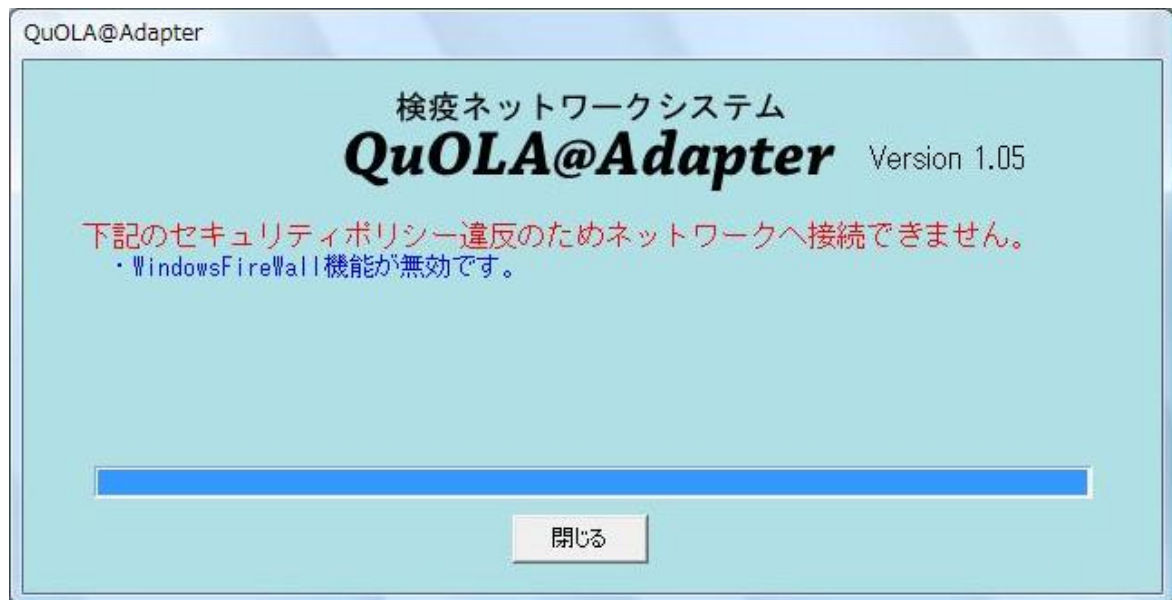 QuOLA@Adapter
検疫ネットワークシステム
QuOLA@Adapter Version 1.05
下記のセキュリティポリシー違反のためネットワークへ接続できません。
・WindowsFireWall機能が無効です。
閉じる